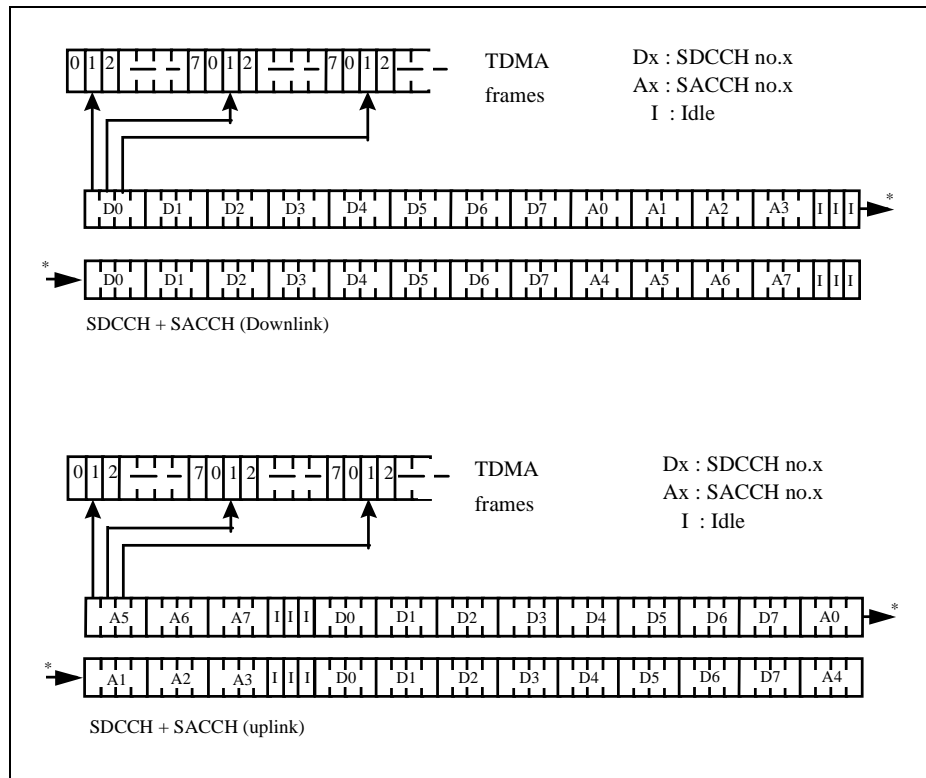 0 1 2 7 0 1 2 7 0 1 2
TDMA
frames
Dx : SDCCH no.x
Ax : SACCH no.x
I : Idle
D0 D1 D2 D3 D4 D5 D6 D7 A0 A1 A2 A3 I I I *
* D0 D1 D2 D3 D4 D5 D6 D7 A4 A5 A6 A7 I I I
SDCCH + SACCH (Downlink)
0 1 2 7 0 1 2 7 0 1 2
TDMA
frames
Dx : SDCCH no.x
Ax : SACCH no.x
I : Idle
A5 A6 A7 I I I D0 D1 D2 D3 D4 D5 D6 D7 A0 *
* A1 A2 A3 I I I D0 D1 D2 D3 D4 D5 D6 D7 A4
SDCCH + SACCH (uplink)